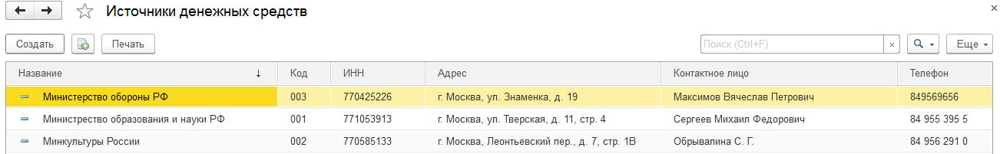 Источники денежных средств
Создать Печать Поиск (Ctrl+F) × Еще
Название ↓ Код ИНН Адрес Контактное лицо Телефон
Министерство обороны РФ 003 770425226 г. Москва, ул. Знаменка, д. 19 Максимов Вячеслав Петрович 849569656
Министрество образования и науки РФ 001 771053913 г. Москва, ул. Тверская, д. 11, стр. 4 Сергеев Михаил Федорович 84 955 395 5
Минкультуры России 002 770585133 г. Москва, Леонтьевский пер., д. 7, стр. 1В Обрывалина С. Г. 84 956 291 0